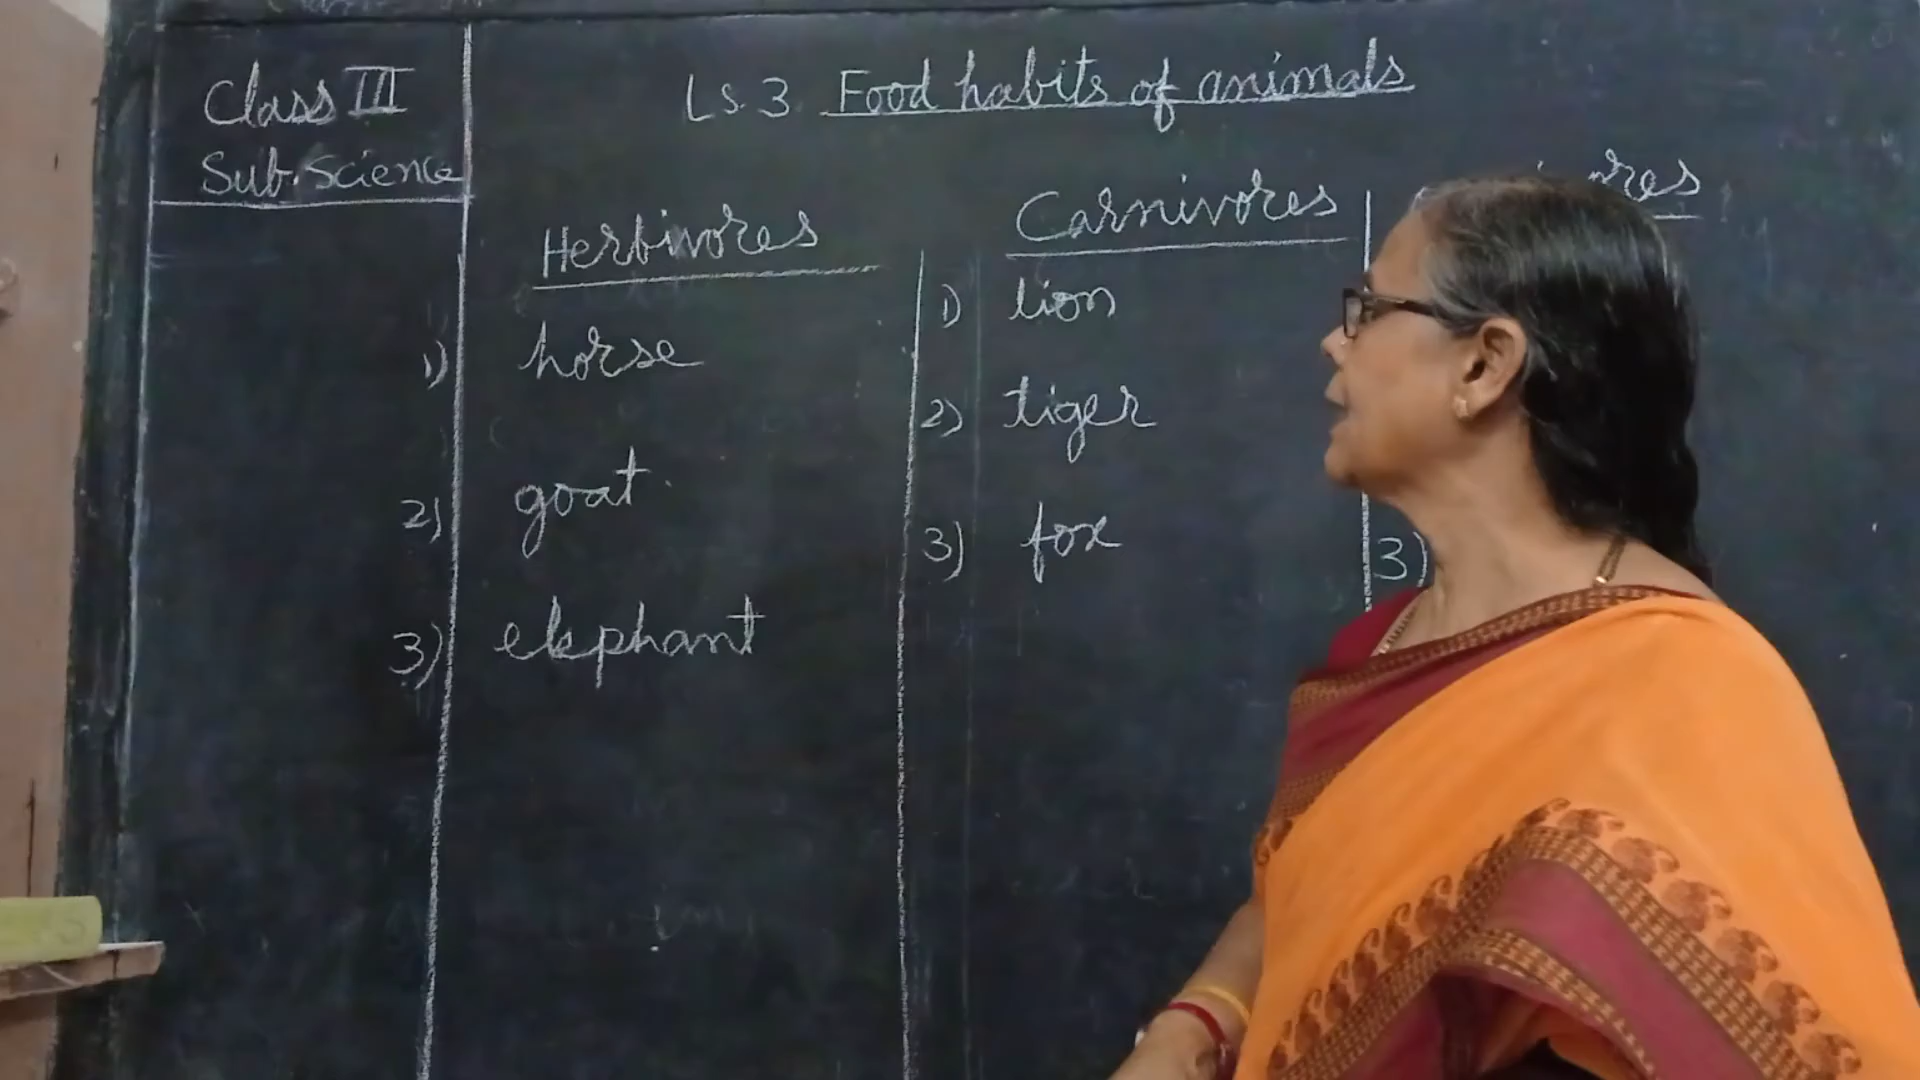 Class III
Sub. Science
Ls 3 Food habits of animals
Herbivores
1) horse
2) goat
3) elephant
Carnivores
1) lion
2) tiger
3) fox
3)